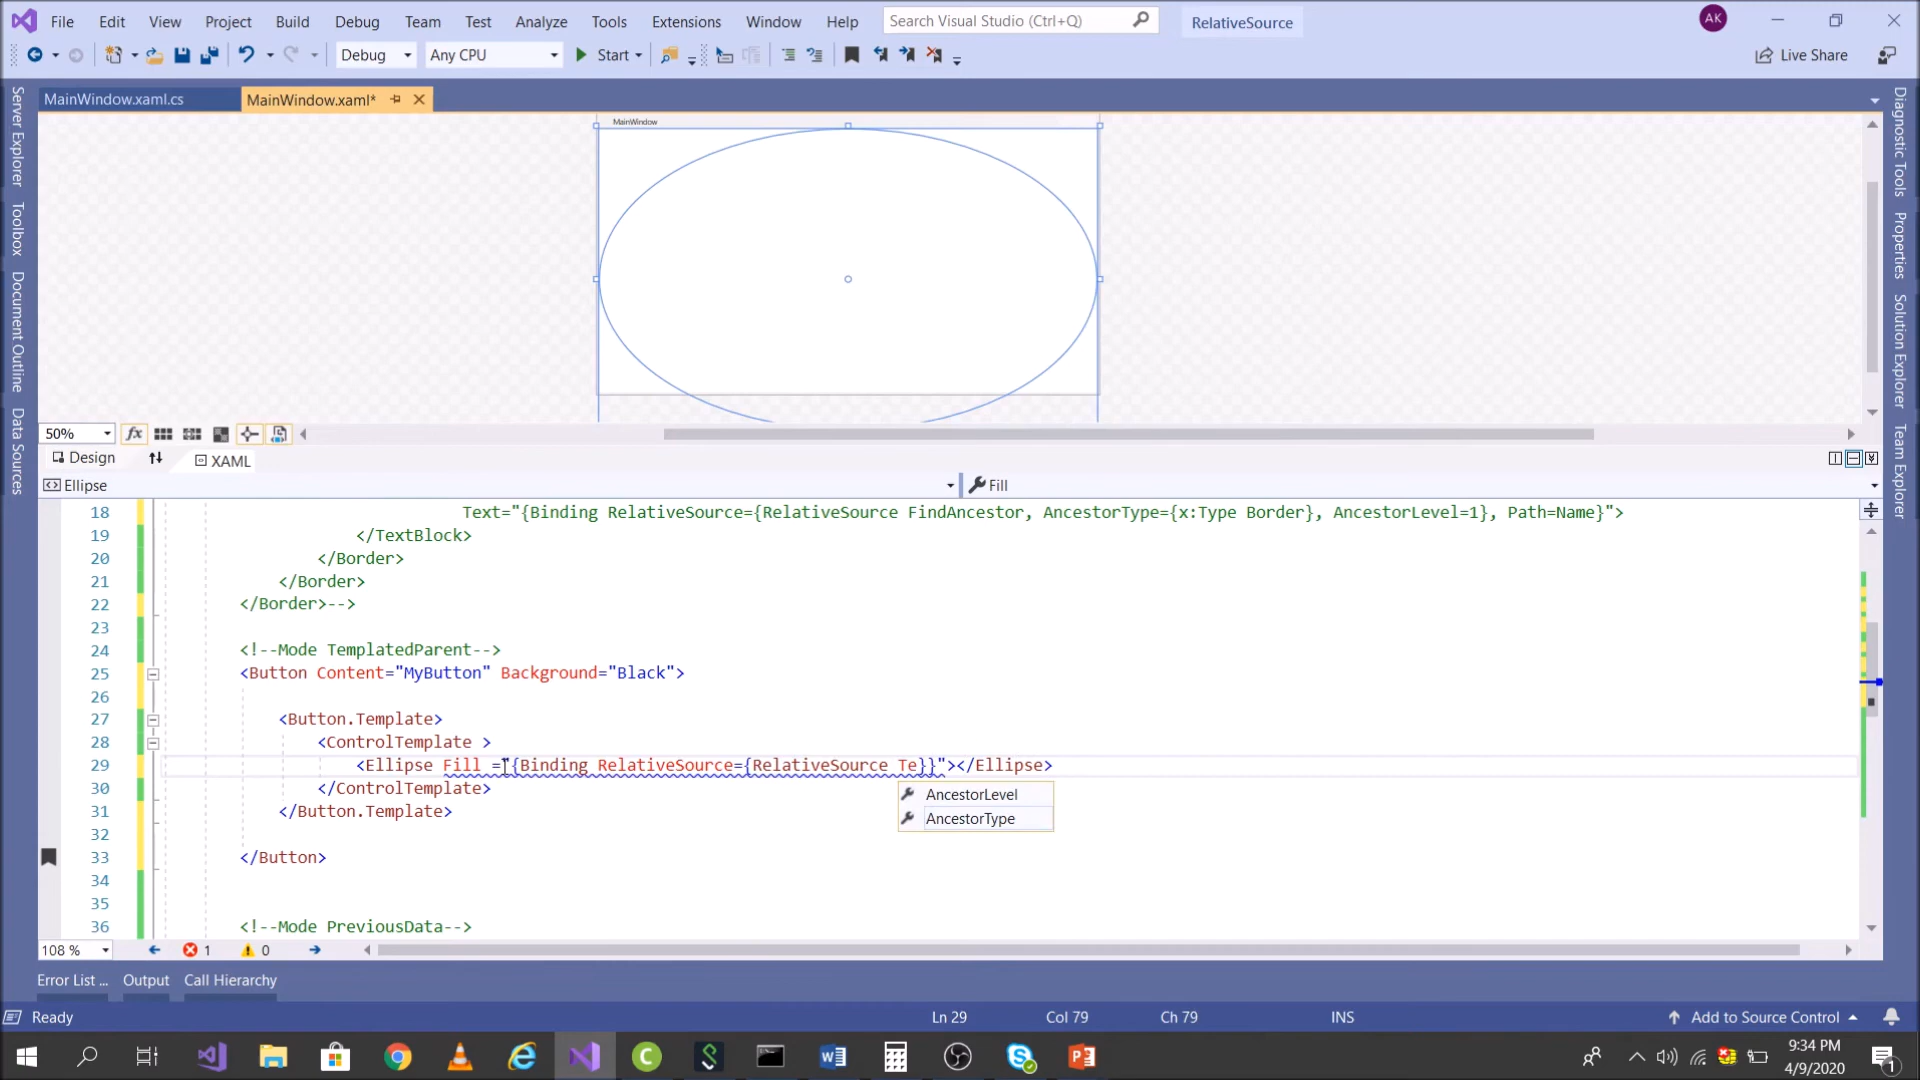 File Edit View Project Build Debug Team Test Analyze Tools Extensions Window Help Search Visual Studio (Ctrl+Q) RelativeSource AK
Debug Any CPU Start Live Share
MainWindow.xaml.cs MainWindow.xaml*
Server Explorer
Toolbox
Document Outline
Data Sources
Diagnostic Tools
Properties
Solution Explorer
Team Explorer
MainWindow
50% fx
Design XAML
Ellipse Fill
18 Text="{Binding RelativeSource={RelativeSource FindAncestor, AncestorType={x:Type Border}, AncestorLevel=1}, Path=Name}">
19 </TextBlock>
20 </Border>
21 </Border>
22 </Border>-->
23
24 <!--Mode TemplatedParent-->
25 <Button Content="MyButton" Background="Black">
26
27 <Button.Template>
28 <ControlTemplate >
29 <Ellipse Fill ="{Binding RelativeSource={RelativeSource Te}}"></Ellipse>
30 </ControlTemplate>
AncestorLevel
31 </Button.Template>
AncestorType
32
33 </Button>
34
35
36 <!--Mode PreviousData-->
108 % 1 0
Error List ... Output Call Hierarchy
Ready Ln 29 Col 79 Ch 79 INS Add to Source Control
9:34 PM
4/9/2020
1